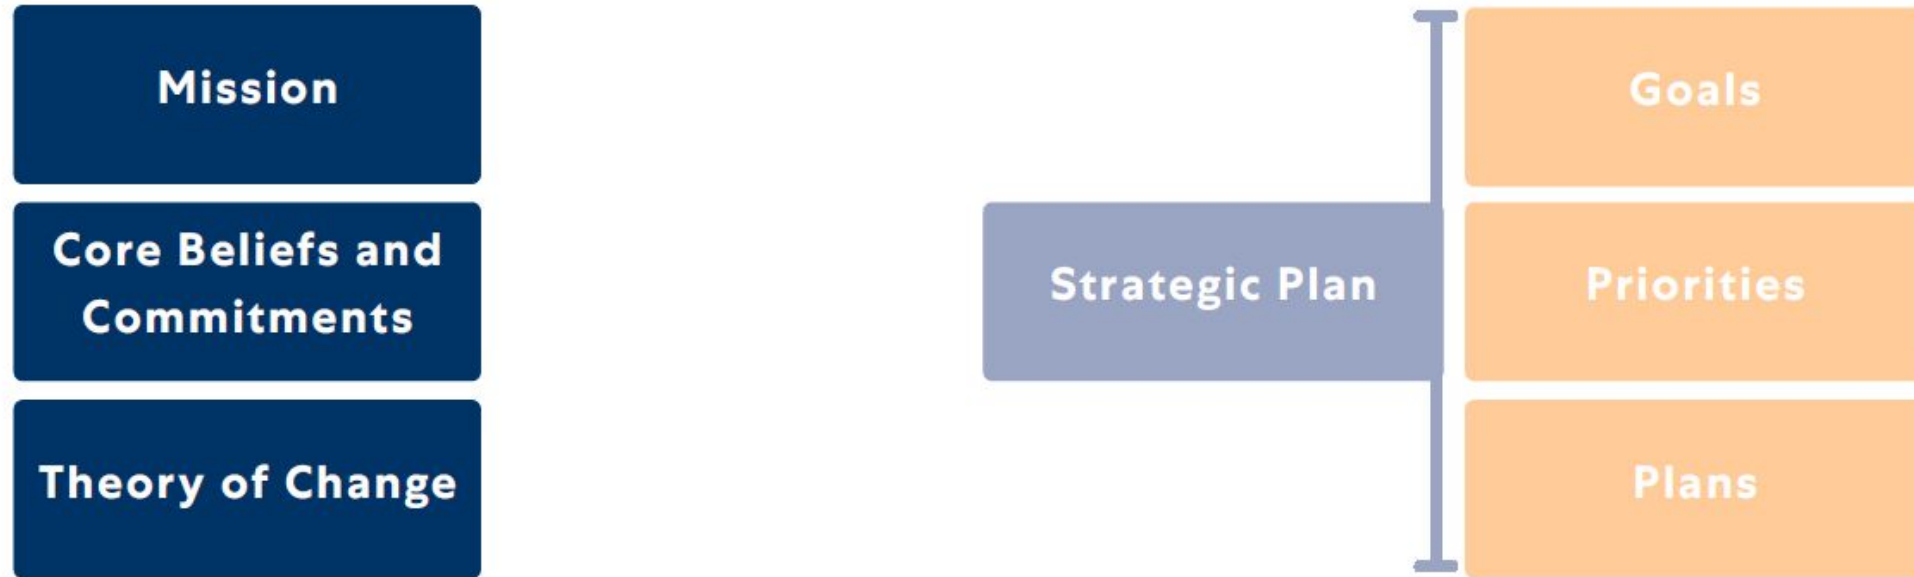 Mission
Core Beliefs and
Commitments
Theory of Change
Strategic Plan
Goals
Priorities
Plans